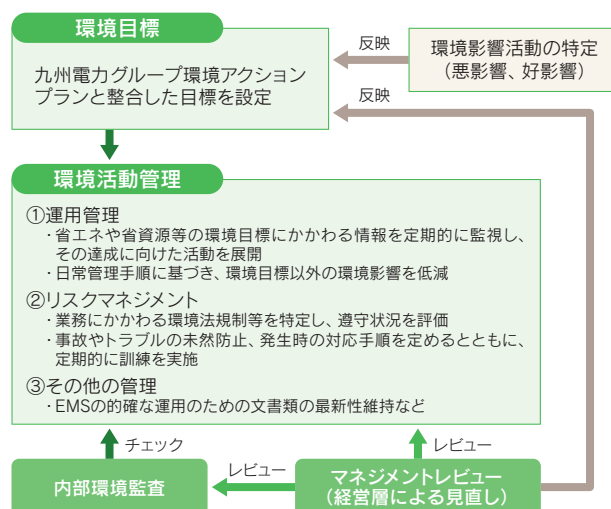 環境目標
九州電力グループ環境アクション
プランと整合した目標を設定
反映
環境影響活動の特定
（悪影響、好影響）
反映
環境活動管理
①運用管理
・省エネや省資源等の環境目標にかかわる情報を定期的に監視し、
その達成に向けた活動を展開
・日常管理手順に基づき、環境目標以外の環境影響を低減
②リスクマネジメント
・業務にかかわる環境法規制等を特定し、遵守状況を評価
・事故やトラブルの未然防止、発生時の対応手順を定めるとともに、
定期的に訓練を実施
③その他の管理
・EMSの的確な運用のための文書類の最新性維持など
チェック
レビュー
内部環境監査
レビュー
マネジメントレビュー
（経営層による見直し）